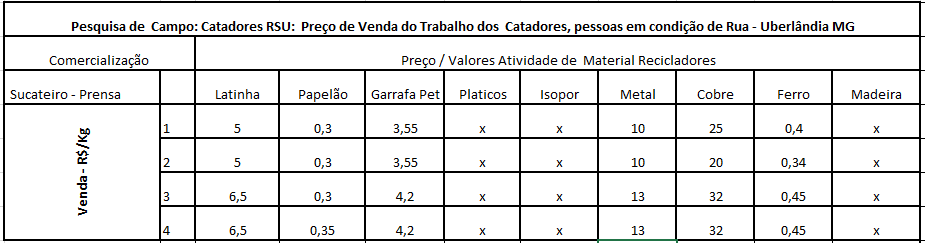 Pesquisa de Campo: Catadores RSU: Preço de Venda do Trabalho dos Catadores, pessoas em condição de Rua - Uberlândia MG
Comercialização Preço / Valores Atividade de Material Recicladores
Sucateiro - Prensa Latinha Papelão Garrafa Pet Platicos Isopor Metal Cobre Ferro Madeira
Venda - R$/Kg
1 5 0,3 3,55 x x 10 25 0,4 x
2 5 0,3 3,55 x x 10 20 0,34 x
3 6,5 0,3 4,2 x x 13 32 0,45 x
4 6,5 0,35 4,2 x x 13 32 0,45 x